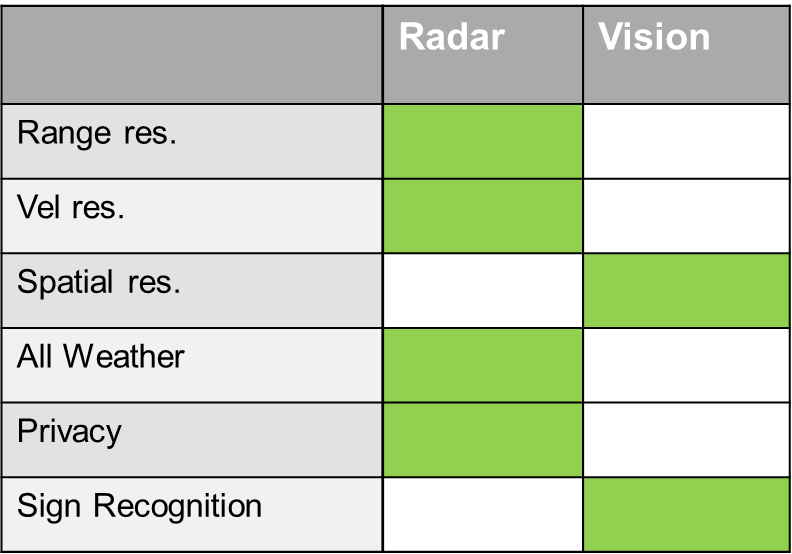 Radar Vision
Range res.
Vel res.
Spatial res.
All Weather
Privacy
Sign Recognition